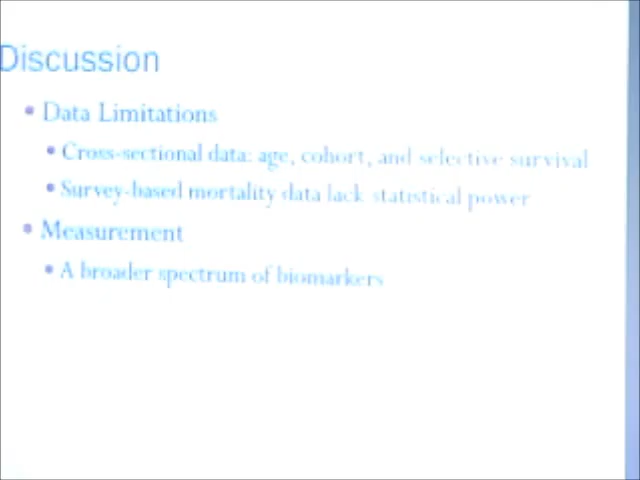 Discussion
• Data Limitations
• Cross-sectional data: age, cohort, and selective survival
• Survey-based mortality data lack statistical power
• Measurement
• A broader spectrum of biomarkers